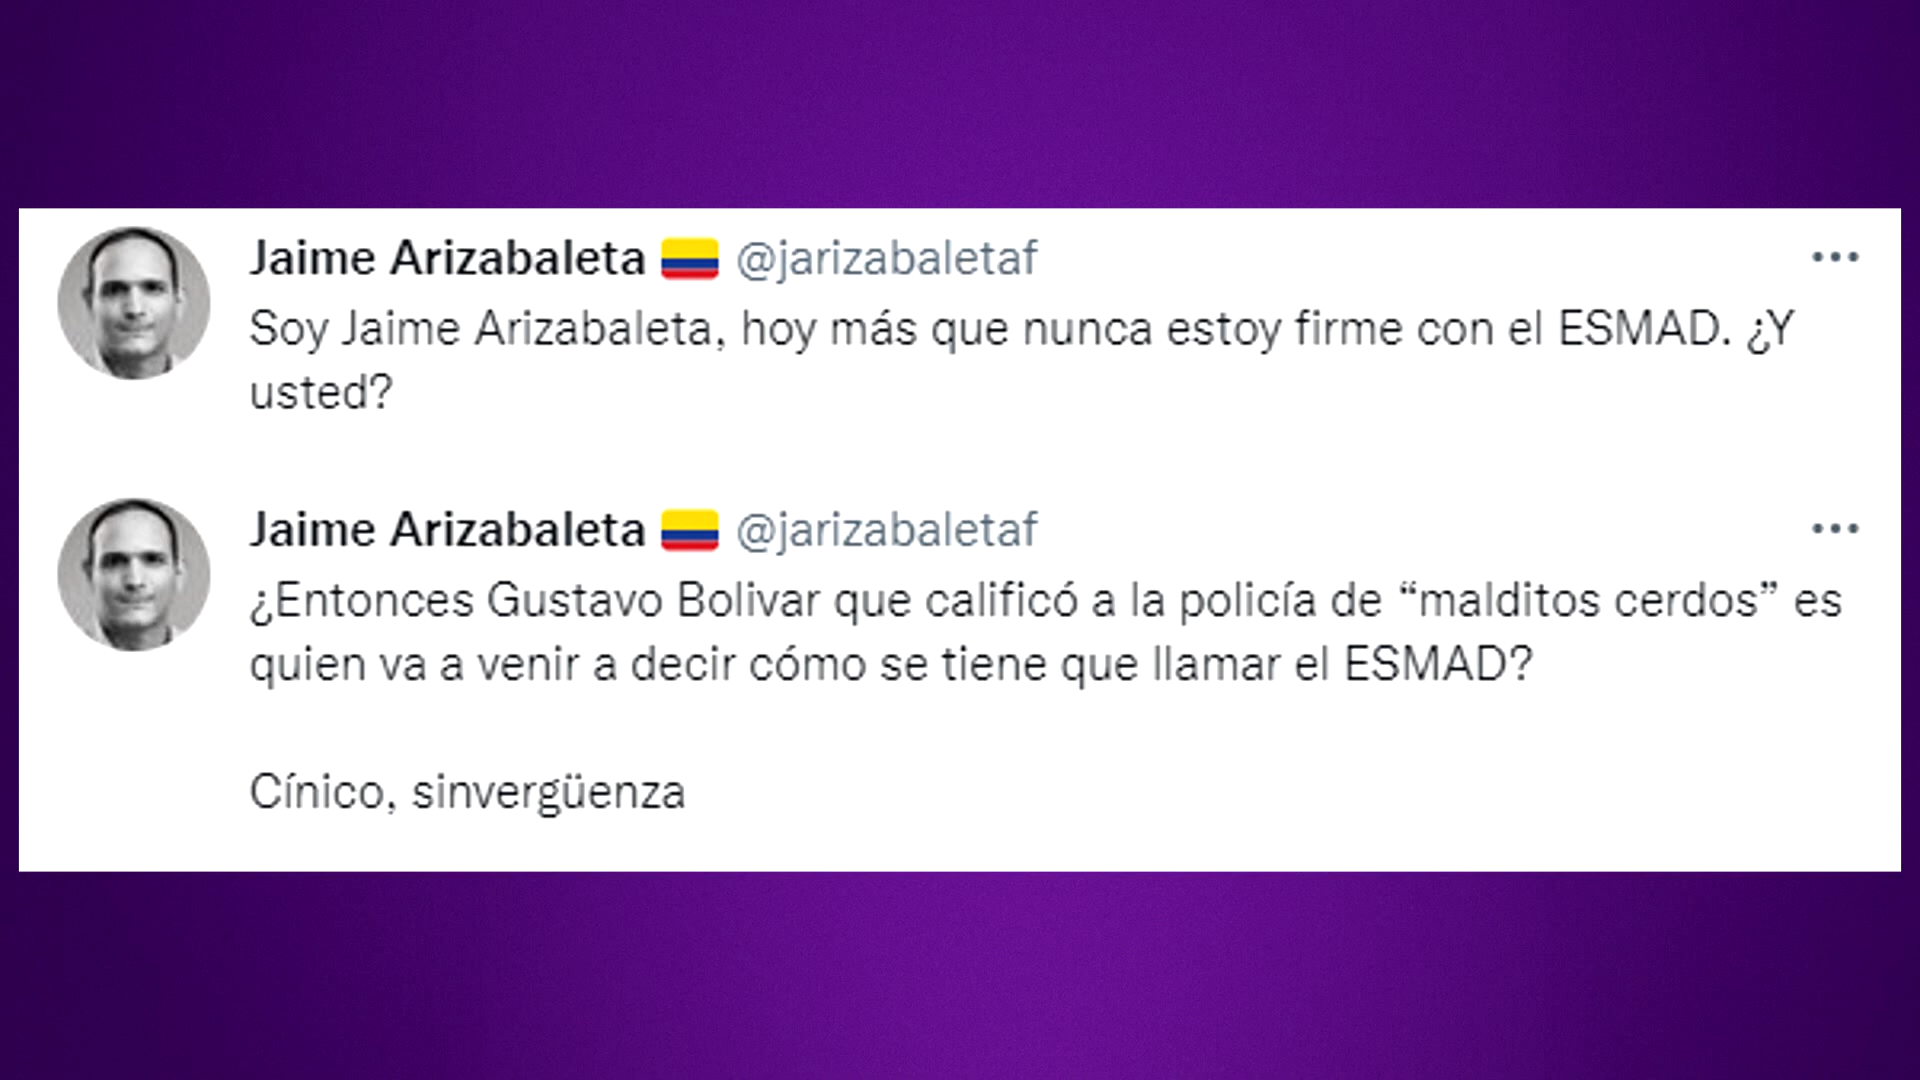 Jaime Arizabaleta 🇨🇴 @jarizabaletaf
Soy Jaime Arizabaleta, hoy más que nunca estoy firme con el ESMAD. ¿Y
usted?
Jaime Arizabaleta 🇨🇴 @jarizabaletaf
¿Entonces Gustavo Bolivar que calificó a la policía de “malditos cerdos” es
quien va a venir a decir cómo se tiene que llamar el ESMAD?
Cínico, sinvergüenza